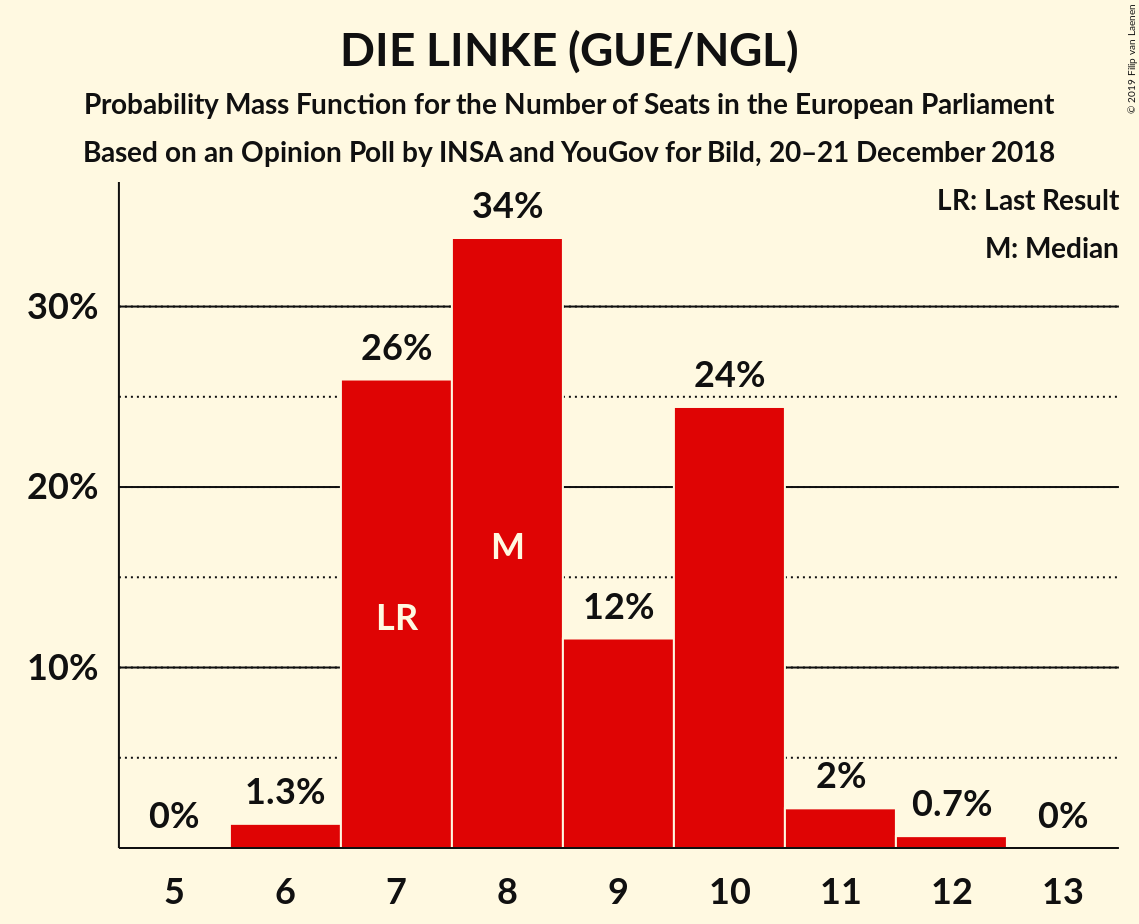 DIE LINKE (GUE/NGL)
Probability Mass Function for the Number of Seats in the European Parliament
Based on an Opinion Poll by INSA and YouGov for Bild, 20–21 December 2018
© 2019 Filip van Laenen
LR: Last Result
M: Median
34%
30%
26%
24%
20%
M
12%
LR
10%
2%
1.3%
0.7%
0%
0%
5 6 7 8 9 10 11 12 13